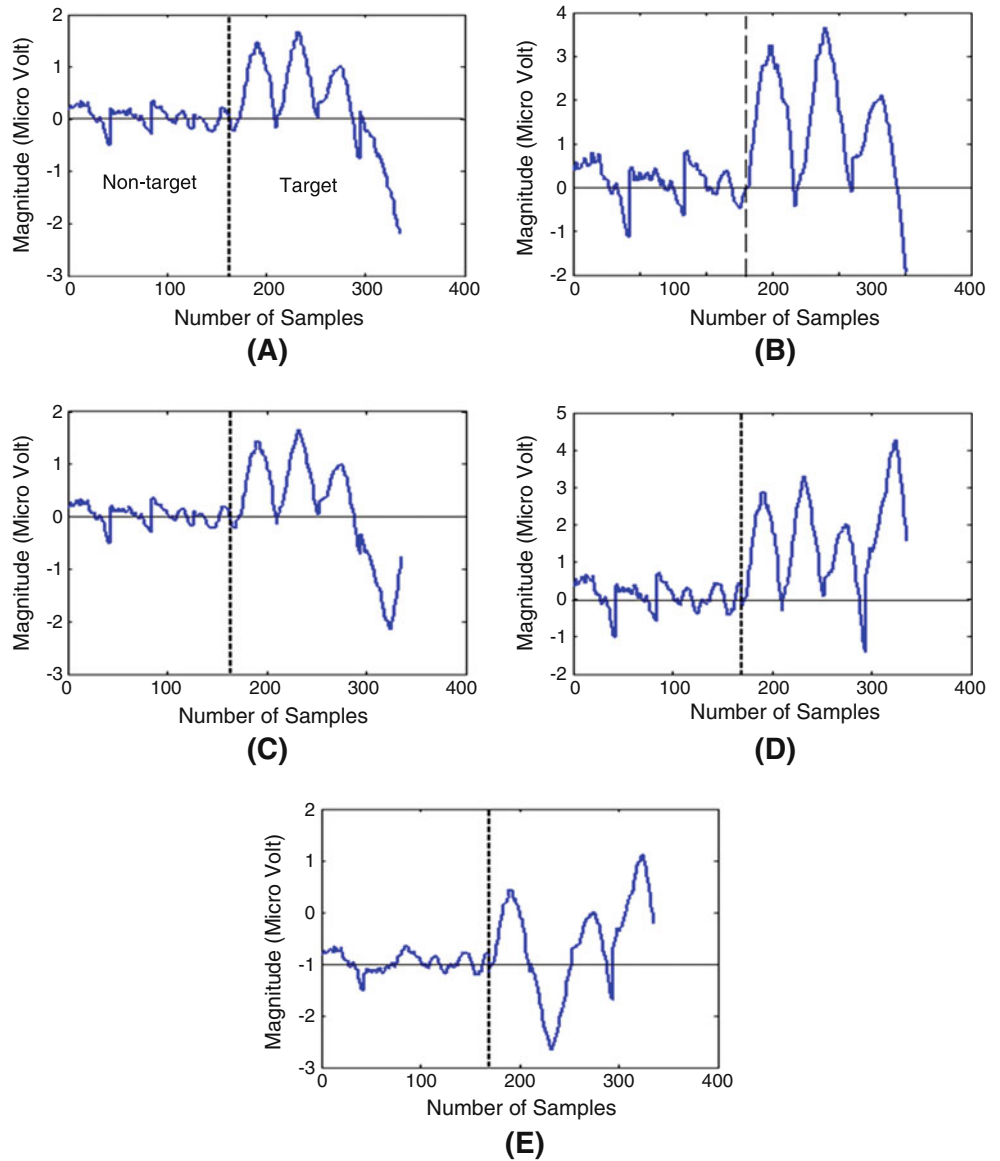 2
1
0
-1
-2
-3
Magnitude (Micro Volt)
Non-target
Target
0 100 200 300 400
Number of Samples
(A)
4
3
2
1
0
-1
-2
Magnitude (Micro Volt)
0 100 200 300 400
Number of Samples
(B)
2
1
0
-1
-2
-3
Magnitude (Micro Volt)
0 100 200 300 400
Number of Samples
(C)
5
4
3
2
1
0
-1
-2
Magnitude (Micro Volt)
0 100 200 300 400
Number of Samples
(D)
2
1
0
-1
-2
-3
Magnitude (Micro Volt)
0 100 200 300 400
Number of Samples
(E)